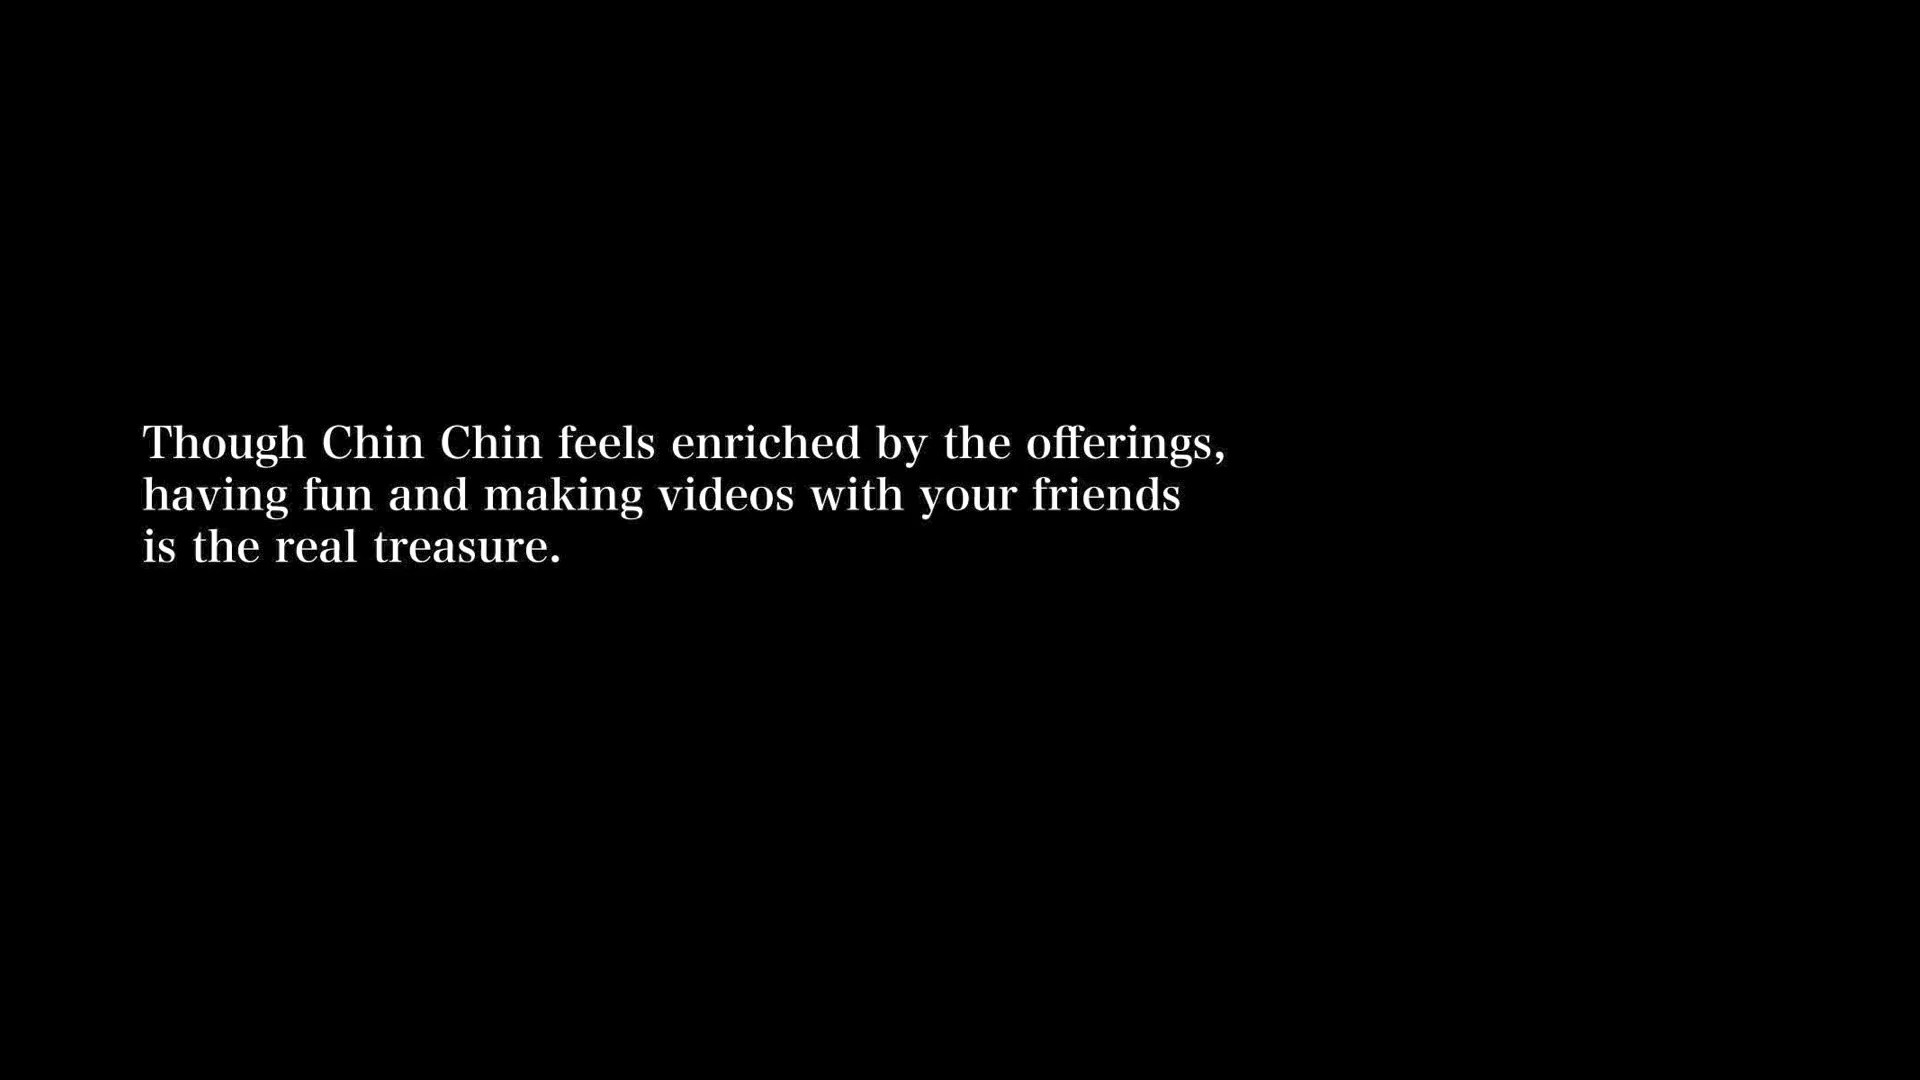 Though Chin Chin feels enriched by the offerings,
having fun and making videos with your friends
is the real treasure.